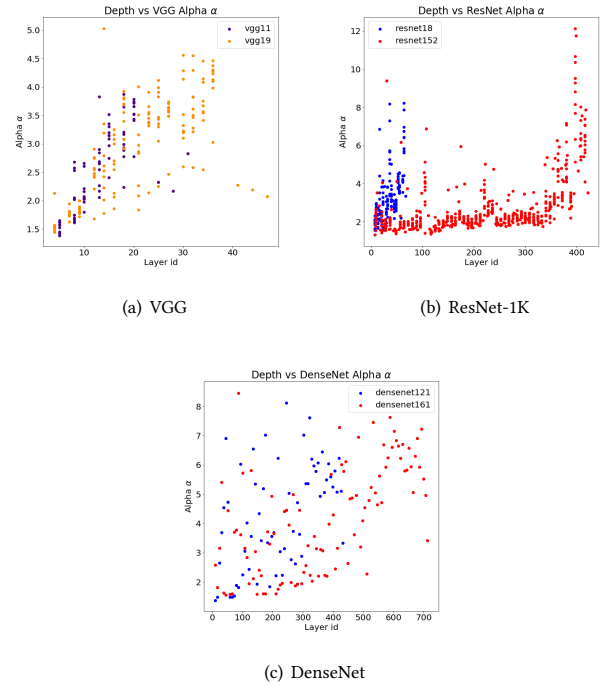 Depth vs VGG Alpha α
vgg11
vgg19
5.0
4.5
4.0
3.5
3.0
2.5
2.0
1.5
Alpha α
10
20
30
40
Layer id
(a) VGG
Depth vs ResNet Alpha α
resnet18
resnet152
12
10
8
6
4
2
Alpha α
0
100
200
300
400
Layer id
(b) ResNet-1K
Depth vs DenseNet Alpha α
densenet121
densenet161
8
7
6
5
4
3
2
Alpha α
0
100
200
300
400
500
600
700
Layer id
(c) DenseNet